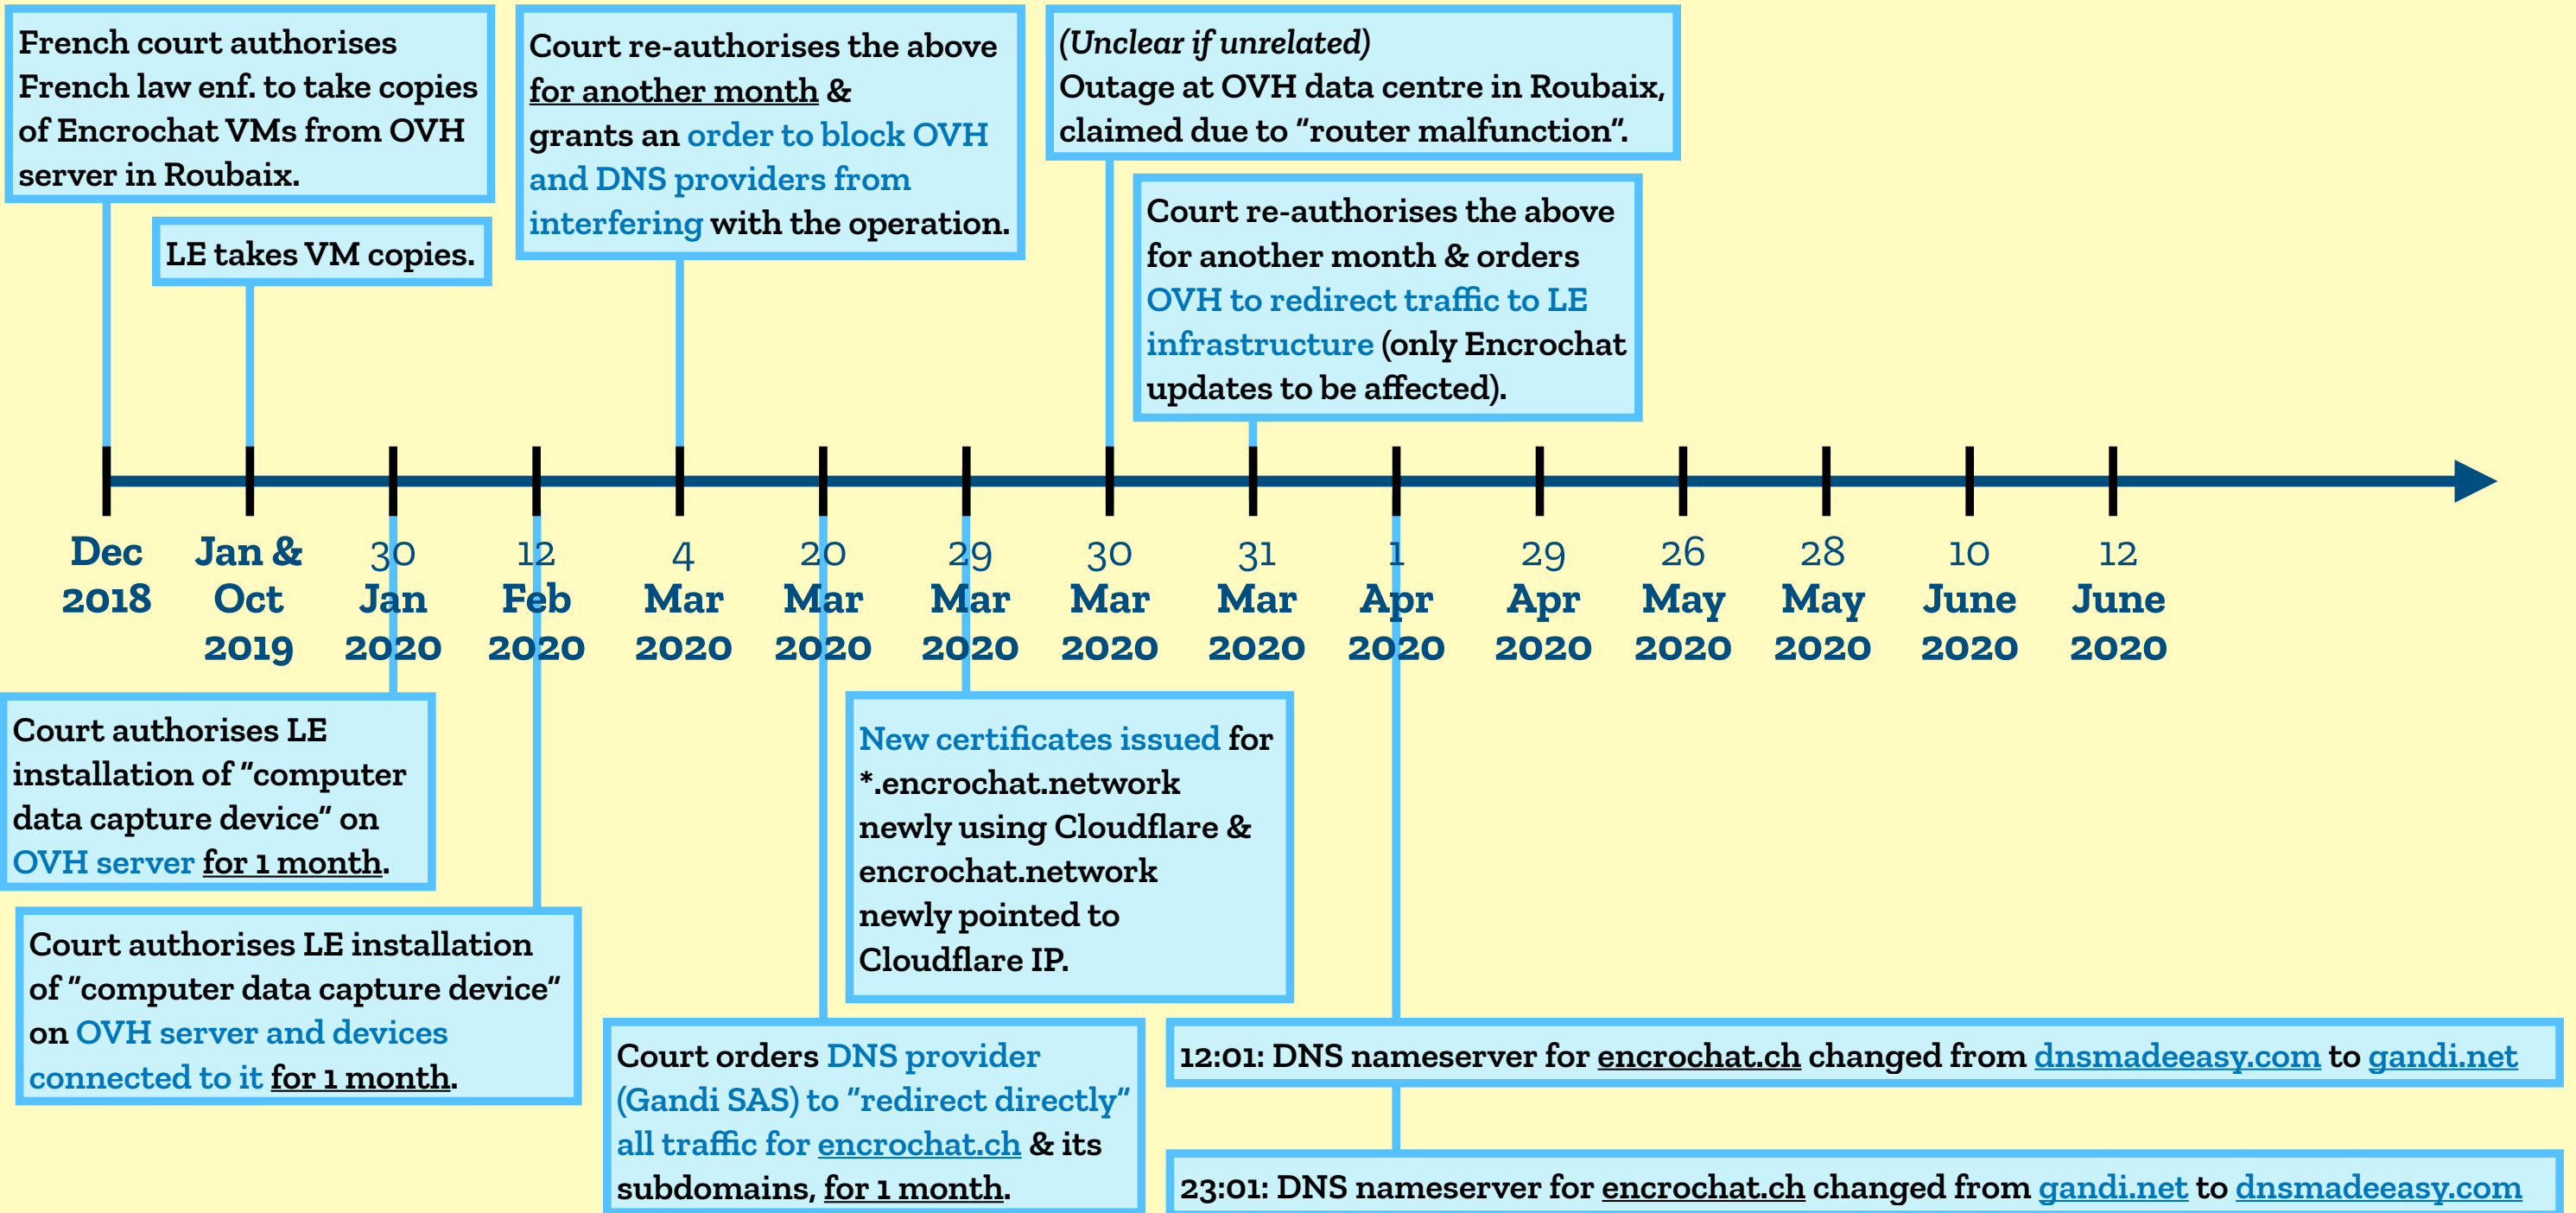 French court authorises
French law enf. to take copies
of Encrochat VMs from OVH
server in Roubaix.
LE takes VM copies.
Court re-authorises the above
for another month &
grants an order to block OVH
and DNS providers from
interfering with the operation.
(Unclear if unrelated)
Outage at OVH data centre in Roubaix,
claimed due to "router malfunction".
Court re-authorises the above
for another month & orders
OVH to redirect traffic to LE
infrastructure (only Encrochat
updates to be affected).
Dec
2018
Jan &
Oct
2019
30
Jan
2020
12
Feb
2020
4
Mar
2020
20
Mar
2020
29
Mar
2020
30
Mar
2020
31
Mar
2020
1
Apr
2020
29
Apr
2020
26
May
2020
28
May
2020
10
June
2020
12
June
2020
Court authorises LE
installation of "computer
data capture device" on
OVH server for 1 month.
Court authorises LE installation
of "computer data capture device"
on OVH server and devices
connected to it for 1 month.
Court orders DNS provider
(Gandi SAS) to "redirect directly"
all traffic for encrochat.ch & its
subdomains, for 1 month.
New certificates issued for
*.encrochat.network
newly using Cloudflare &
encrochat.network
newly pointed to
Cloudflare IP.
12:01: DNS nameserver for encrochat.ch changed from dnsmadeeasy.com to gandi.net
23:01: DNS nameserver for encrochat.ch changed from gandi.net to dnsmadeeasy.com